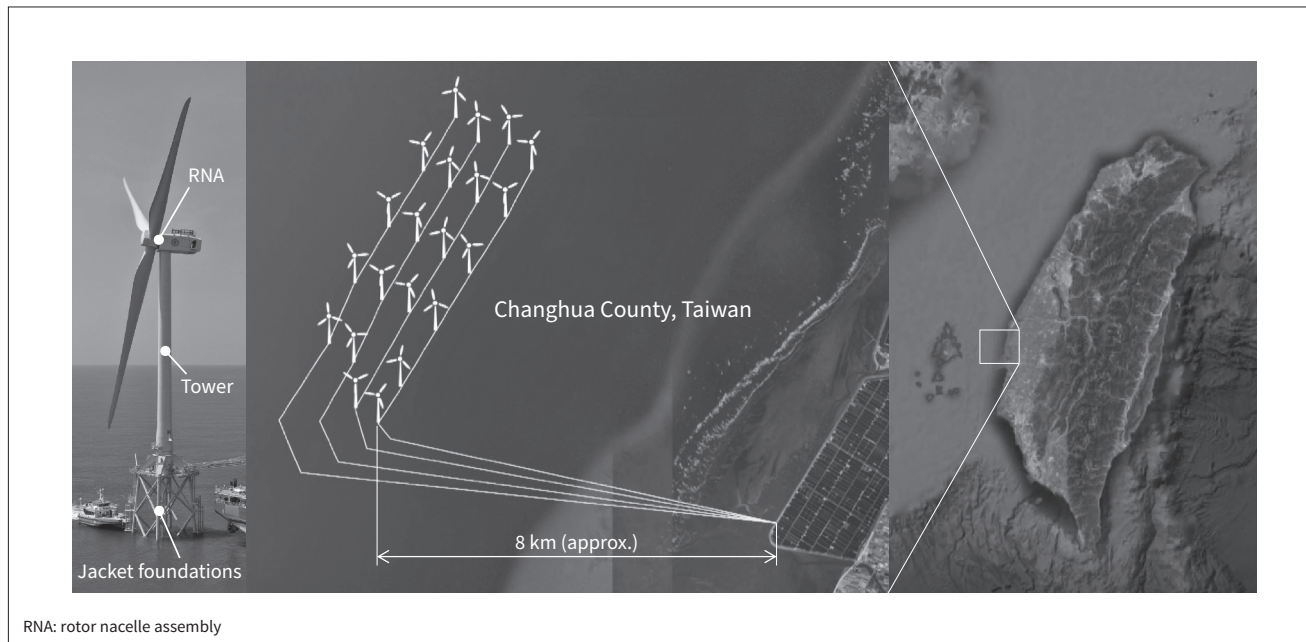 RNA
Tower
Jacket foundations
Changhua County, Taiwan
8 km (approx.)
RNA: rotor nacelle assembly